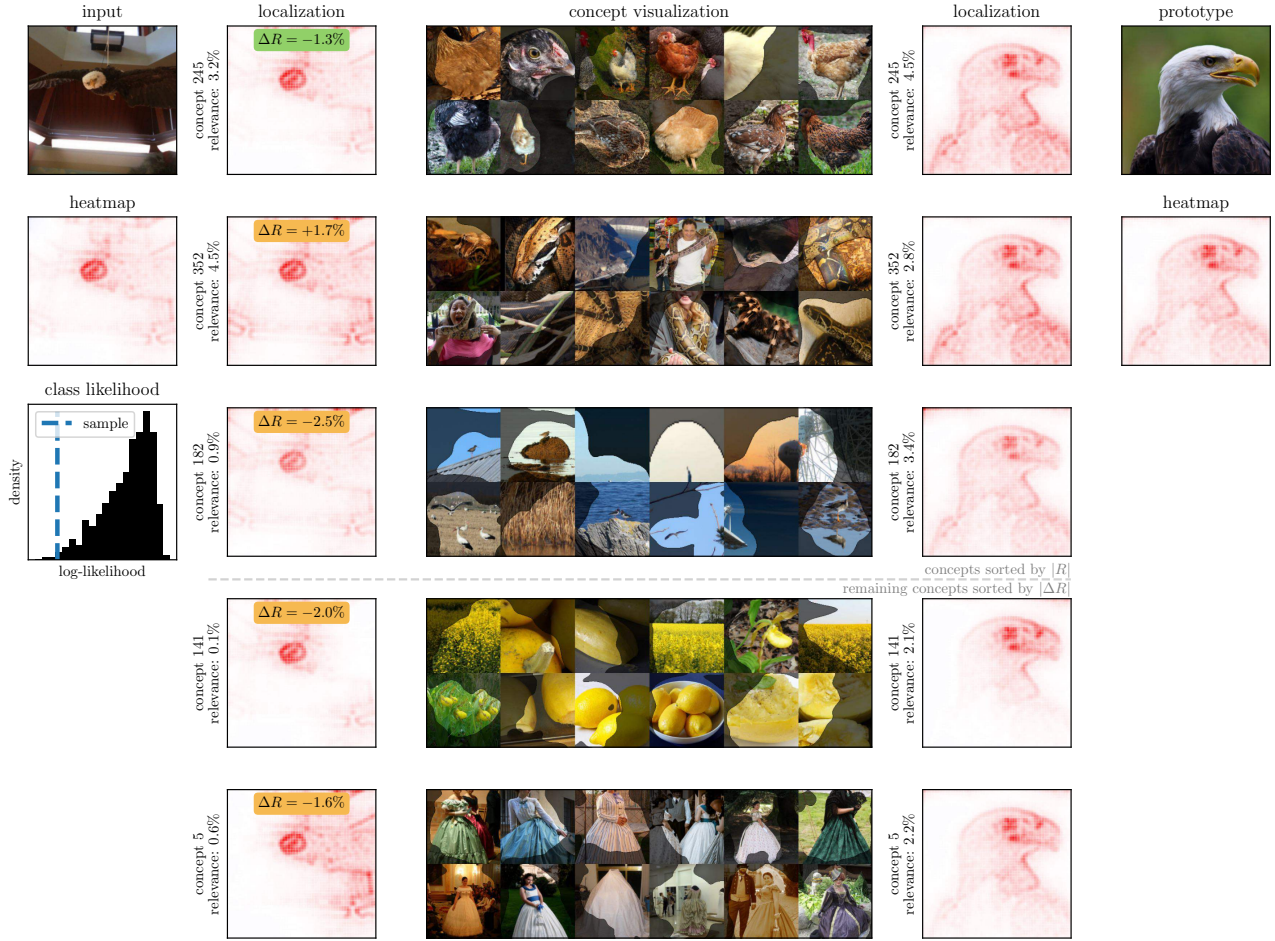 input
localization
concept visualization
localization
prototype
concept 245
relevance: 3.2%
ΔR = −1.3%
concept 245
relevance: 4.5%
heatmap
heatmap
concept 352
relevance: 4.5%
ΔR = +1.7%
concept 352
relevance: 2.8%
class likelihood
sample
density
log-likelihood
concept 182
relevance: 0.9%
ΔR = −2.5%
concept 182
relevance: 3.4%
concepts sorted by |R|
remaining concepts sorted by |ΔR|
concept 141
relevance: 0.1%
ΔR = −2.0%
concept 141
relevance: 2.1%
concept 5
relevance: 0.6%
ΔR = −1.6%
concept 5
relevance: 2.2%